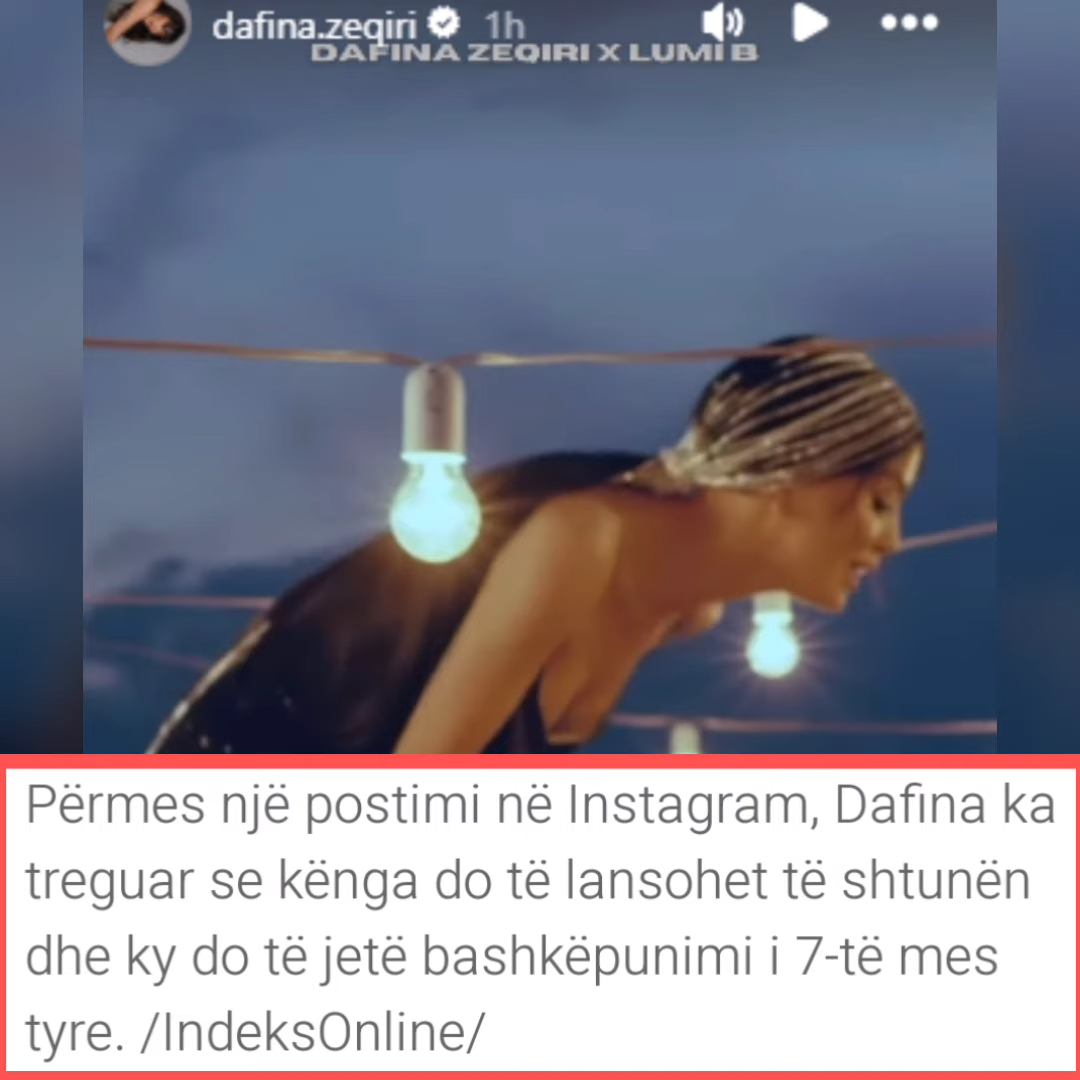 dafina.zeqiri 1h
DAFINA ZEQIRI X LUMI B
Përmes një postimi në Instagram, Dafina ka
treguar se kënga do të lansohet të shtunën
dhe ky do të jetë bashkëpunimi i 7-të mes
tyre. /IndeksOnline/